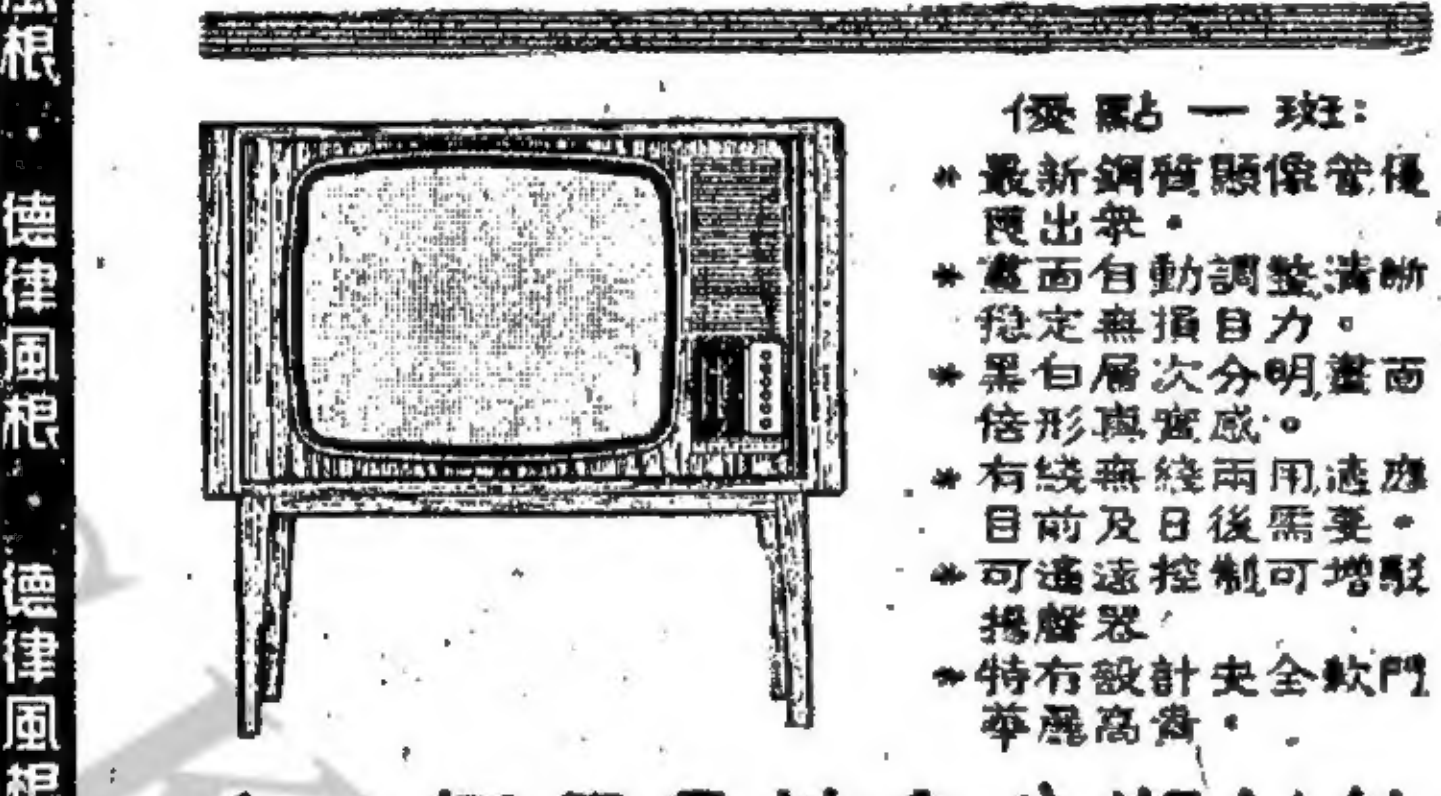 優點一班:
* 最新鋼質顯像管優
出衆。
* 畫面自動調整清晰
穩定無損目力。
* 黑白層次分明畫面
倍形真實感。
* 有綫無綫兩用適應
目前及日後需要。
* 可遙遠控制可增駁
揚聲器
* 特有設計安全軟門
華麗高貴。
風根·德律風根·德律風根